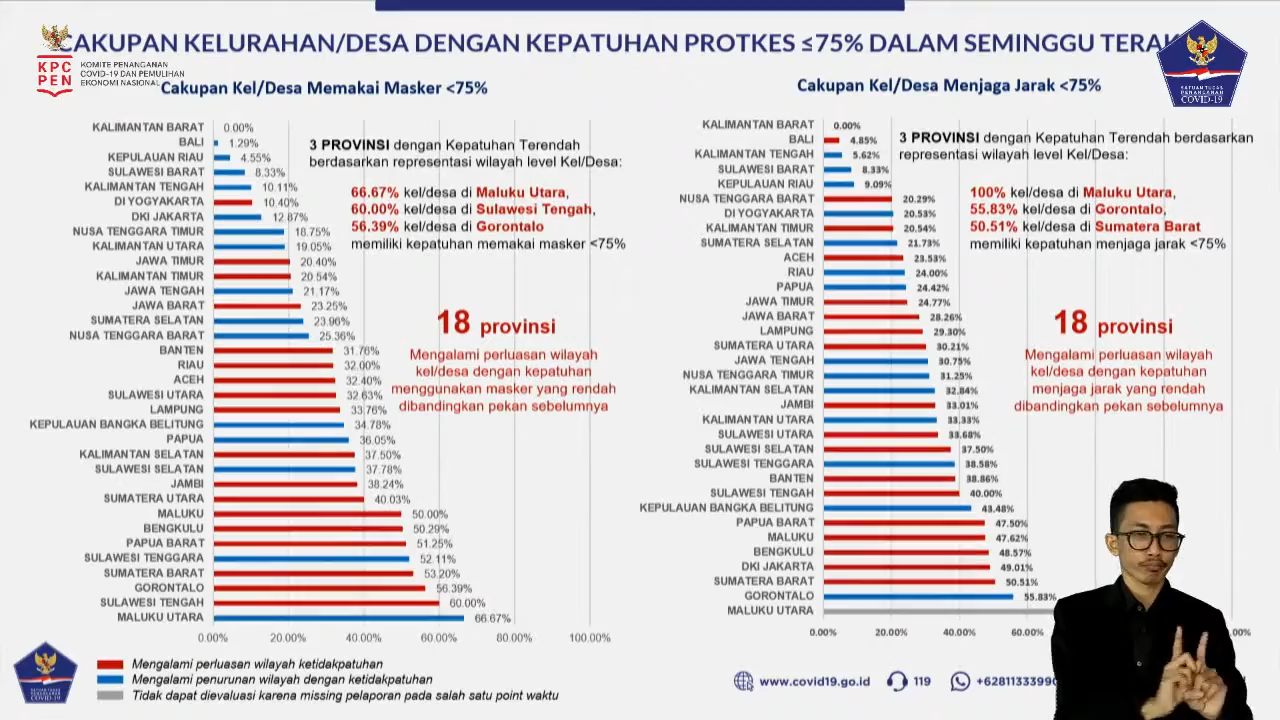 CAKUPAN KELURAHAN/DESA DENGAN KEPATUHAN PROTKES ≤75% DALAM SEMINGGU
KPC
PEN
KOMITE PENANGANAN
COVID-19 DAN PEMULIHAN
EKONOMI NASIONAL
SATUAN TUGAS
PENANGANAN
COVID-19
Cakupan Kel/Desa Memakai Masker <75%
KALIMANTAN BARAT 0.00%
BALI 1.29%
KEPULAUAN RIAU 4.55%
SULAWESI BARAT 8.33%
KALIMANTAN TENGAH 10.11%
DI YOGYAKARTA 10.40%
DKI JAKARTA 12.87%
NUSA TENGGARA TIMUR 18.75%
KALIMANTAN UTARA 19.05%
JAWA TIMUR 20.40%
KALIMANTAN TIMUR 20.54%
JAWA TENGAH 21.17%
JAWA BARAT 23.25%
SUMATERA SELATAN 23.96%
NUSA TENGGARA BARAT 25.36%
BANTEN 31.76%
RIAU 32.00%
ACEH 32.40%
SULAWESI UTARA 32.63%
LAMPUNG 33.76%
KEPULAUAN BANGKA BELITUNG 34.78%
PAPUA 36.05%
KALIMANTAN SELATAN 37.50%
SULAWESI SELATAN 37.78%
JAMBI 38.24%
SUMATERA UTARA 40.03%
MALUKU 50.00%
BENGKULU 50.29%
PAPUA BARAT 51.25%
SULAWESI TENGGARA 52.11%
SUMATERA BARAT 53.20%
GORONTALO 56.39%
SULAWESI TENGAH 60.00%
MALUKU UTARA 66.67%
0.00% 20.00% 40.00% 60.00% 80.00% 100.00%
3 PROVINSI dengan Kepatuhan Terendah
berdasarkan representasi wilayah level Kel/Desa:
66.67% kel/desa di Maluku Utara,
60.00% kel/desa di Sulawesi Tengah,
56.39% kel/desa di Gorontalo
memiliki kepatuhan memakai masker <75%
18 provinsi
Mengalami perluasan wilayah
kel/desa dengan kepatuhan
menggunakan masker yang rendah
dibandingkan pekan sebelumnya
Cakupan Kel/Desa Menjaga Jarak <75%
KALIMANTAN BARAT 0.00%
BALI 4.85%
KALIMANTAN TENGAH 5.62%
SULAWESI BARAT 8.33%
KEPULAUAN RIAU 9.09%
NUSA TENGGARA BARAT 20.29%
DI YOGYAKARTA 20.53%
KALIMANTAN TIMUR 20.54%
SUMATERA SELATAN 21.73%
ACEH 23.53%
RIAU 24.00%
PAPUA 24.42%
JAWA TIMUR 24.77%
JAWA BARAT 28.26%
LAMPUNG 29.30%
SUMATERA UTARA 30.21%
JAWA TENGAH 30.75%
NUSA TENGGARA TIMUR 31.25%
KALIMANTAN SELATAN 32.84%
JAMBI 33.01%
KALIMANTAN UTARA 33.33%
SULAWESI UTARA 33.68%
SULAWESI SELATAN 37.50%
SULAWESI TENGGARA 38.58%
BANTEN 38.86%
SULAWESI TENGAH 40.00%
KEPULAUAN BANGKA BELITUNG 43.48%
PAPUA BARAT 47.50%
MALUKU 47.62%
BENGKULU 48.57%
DKI JAKARTA 49.01%
SUMATERA BARAT 50.51%
GORONTALO 55.83%
MALUKU UTARA
0.00% 20.00% 40.00% 60.00%
3 PROVINSI dengan Kepatuhan Terendah berdasarkan
representasi wilayah level Kel/Desa:
100% kel/desa di Maluku Utara,
55.83% kel/desa di Gorontalo,
50.51% kel/desa di Sumatera Barat
memiliki kepatuhan menjaga jarak <75%
18 provinsi
Mengalami perluasan wilayah
kel/desa dengan kepatuhan
menjaga jarak yang rendah
dibandingkan pekan sebelumnya
Mengalami perluasan wilayah ketidakpatuhan
Mengalami penurunan wilayah dengan ketidakpatuhan
Tidak dapat dievaluasi karena missing pelaporan pada salah satu point waktu
www.covid19.go.id 119